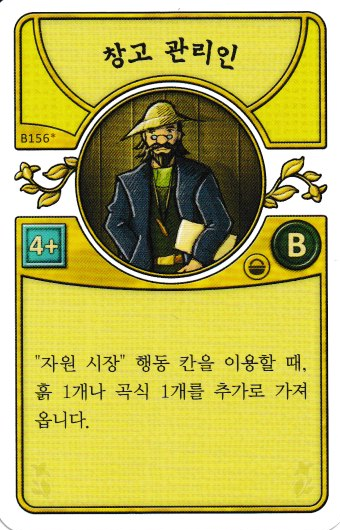 창고 관리인
B156*
4+
B
"자원 시장" 행동 칸을 이용할 때,
흙 1개나 곡식 1개를 추가로 가져
옵니다.